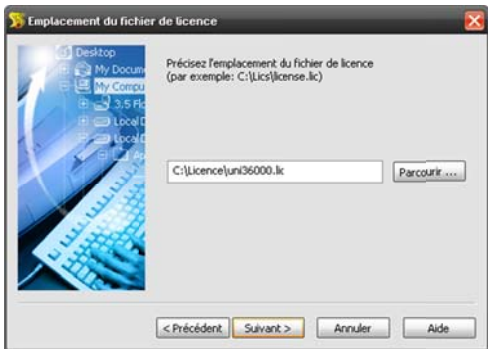 Emplacement du fichier de licence
Desktop
My Docum
My Compu
3.5 Flo
Local D
Local D
Précisez l'emplacement du fichier de licence
(par exemple: C:\Lics\license.lic)
C:\Licence\uni36000.lic
Parcourir ...
< Précédent
Suivant >
Annuler
Aide